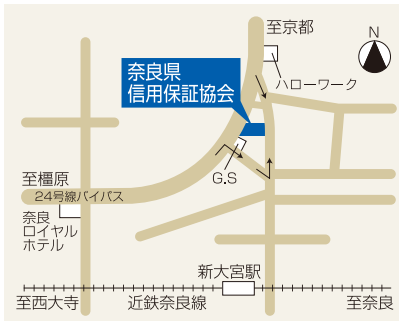 至京都
N
ハローワーク
奈良県
信用保証協会
G.S
至橿原
24号線バイパス
奈良
ロイヤル
ホテル
新大宮駅
至西大寺
近鉄奈良線
至奈良